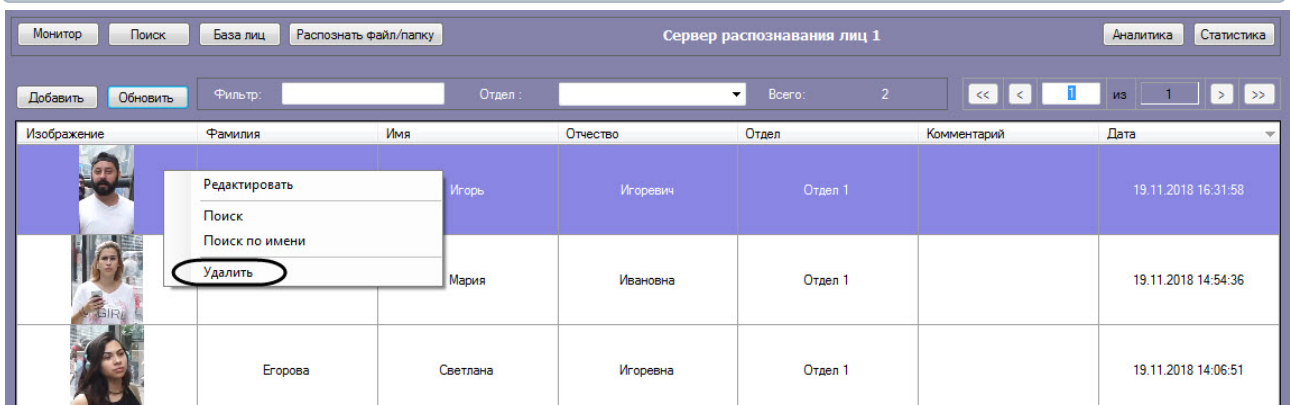 Монитор Поиск База лиц Распознать файл/папку Сервер распознавания лиц 1 Аналитика Статистика
Добавить Обновить Фильтр: Отдел : Всего: 2 << < 1 из 1 > >>
Изображение Фамилия Имя Отчество Отдел Комментарий Дата
Редактировать
Игорь Игоревич Отдел 1 19.11.2018 16:31:58
Поиск
Поиск по имени
Удалить
Мария Ивановна Отдел 1 19.11.2018 14:54:36
GIRL
Егорова Светлана Игоревна Отдел 1 19.11.2018 14:06:51